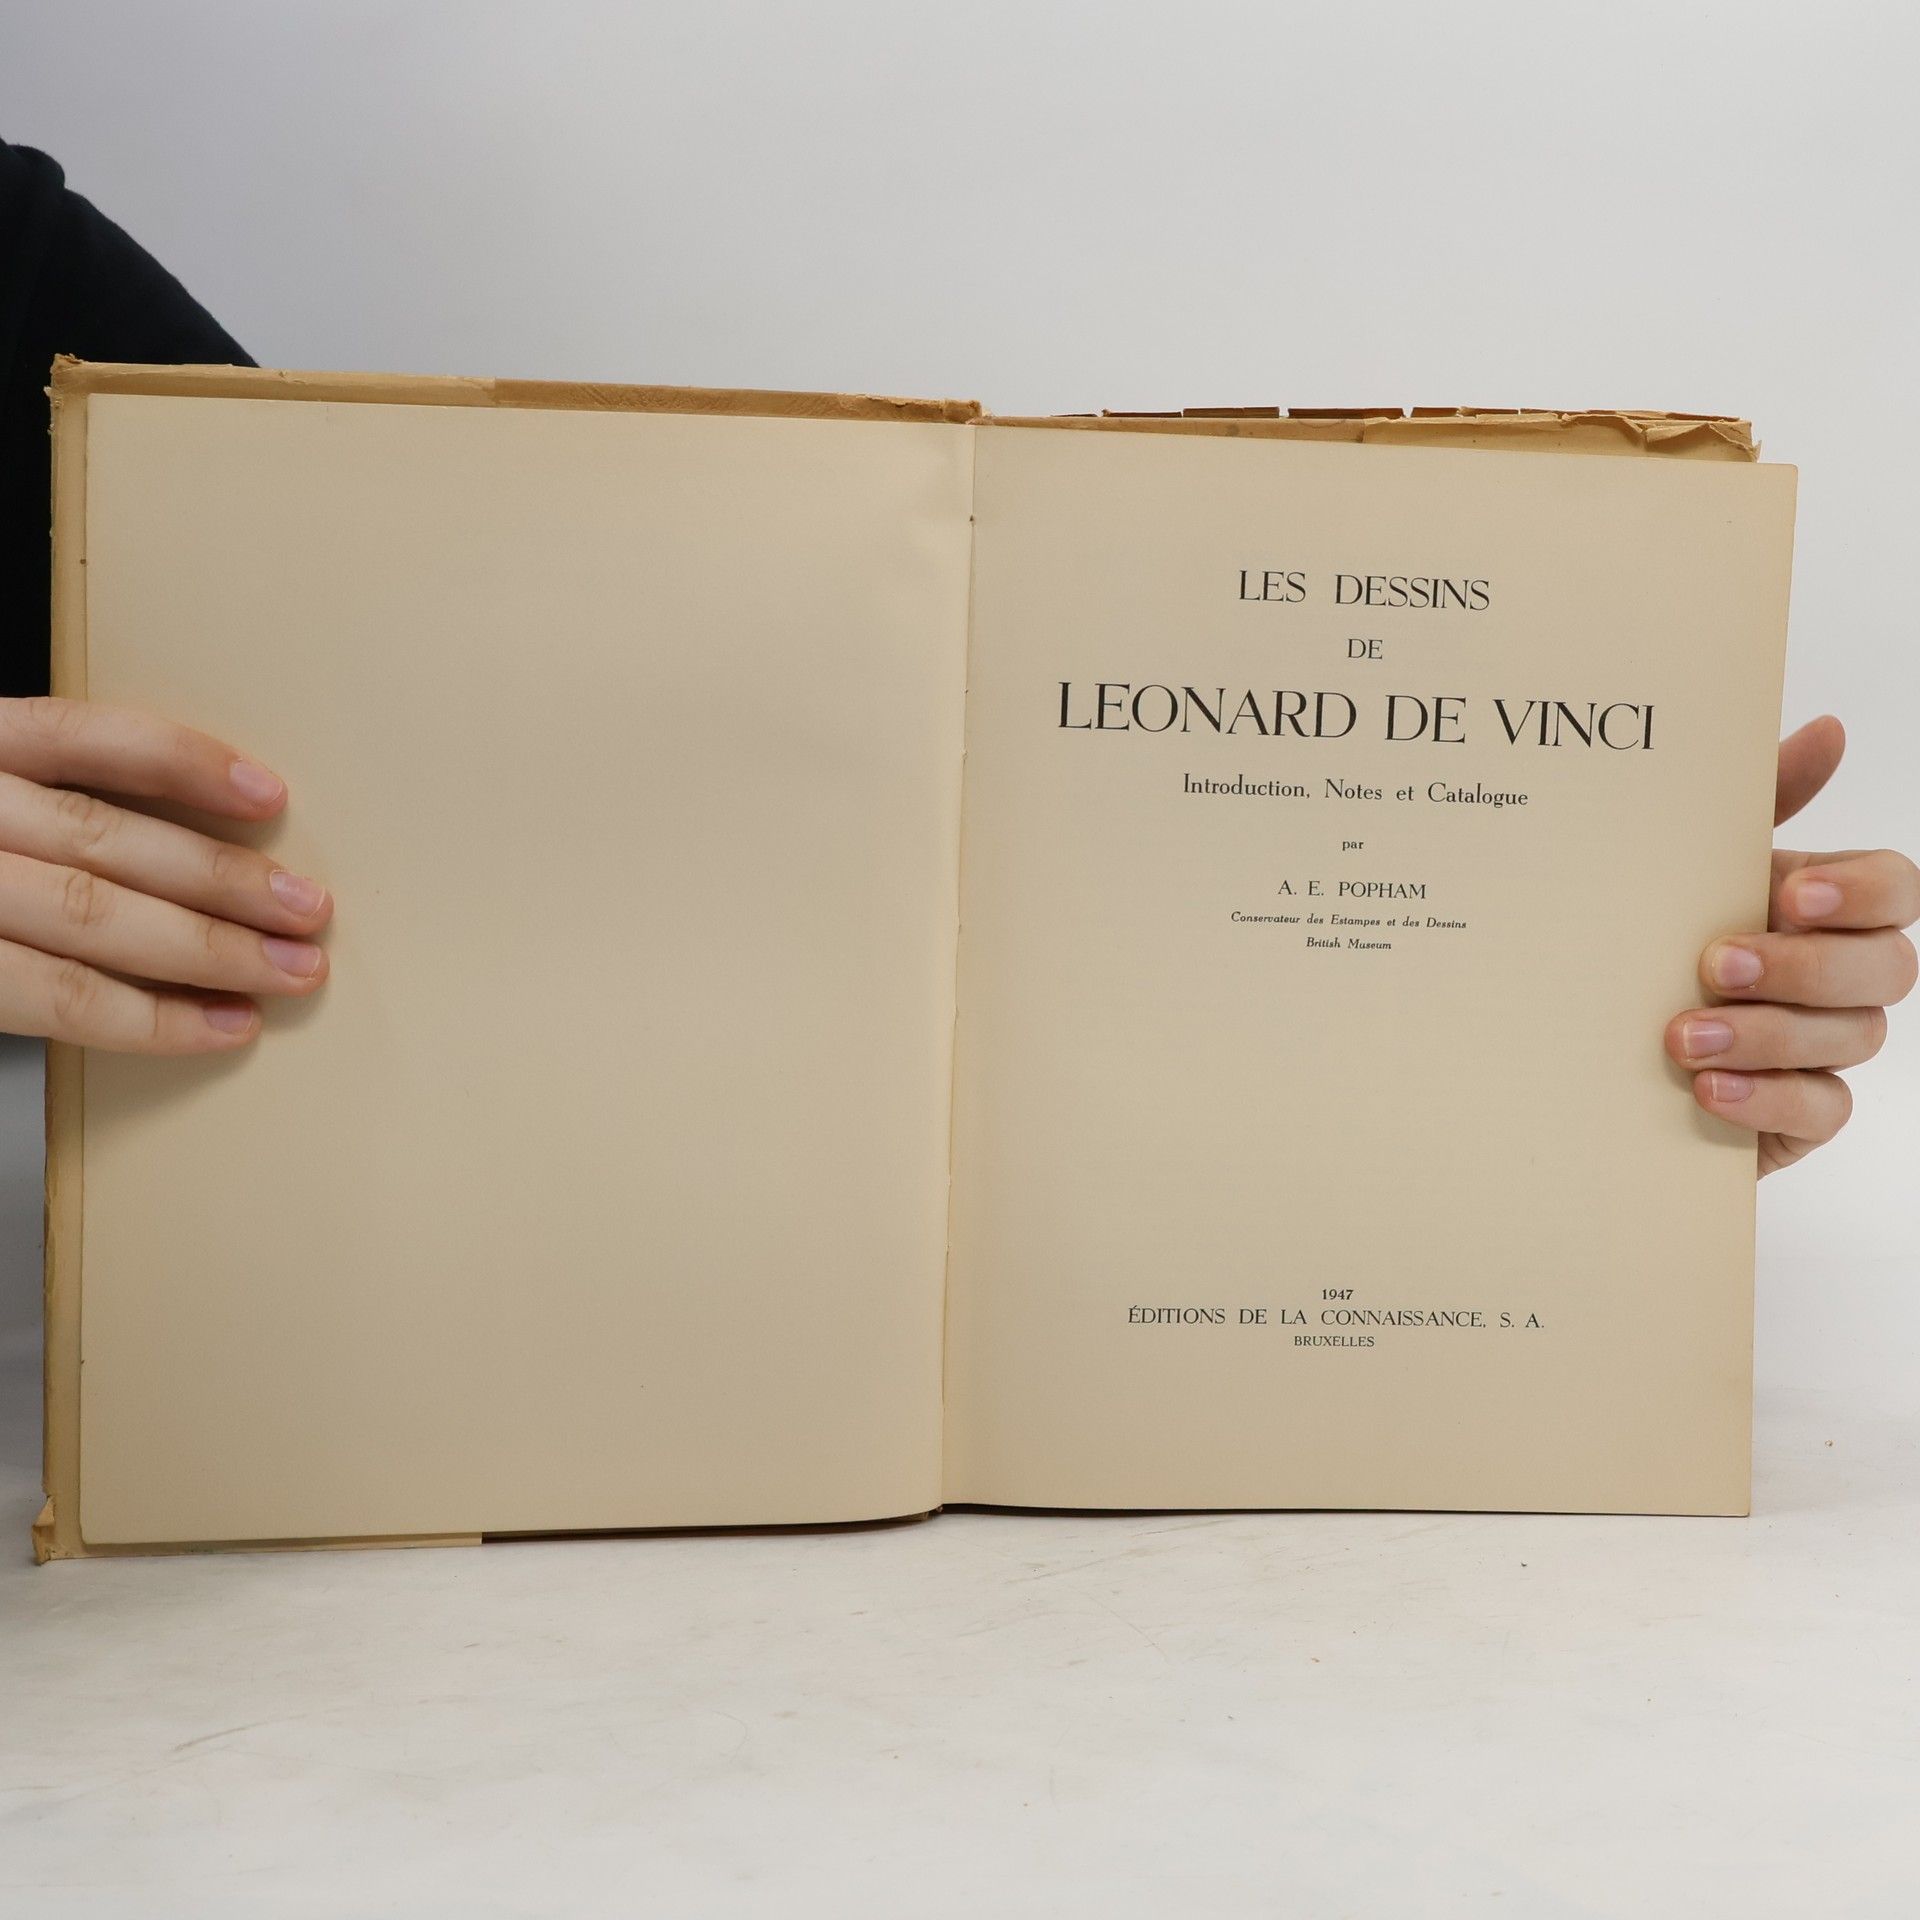 LES DESSINS
DE
LEONARD DE VINCI
Introduction, Notes et Catalogue
par
A. E. POPHAM
Conservateur des Estampes et des Dessins
British Museum
1947
ÉDITIONS DE LA CONNAISSANCE, S. A.
BRUXELLES